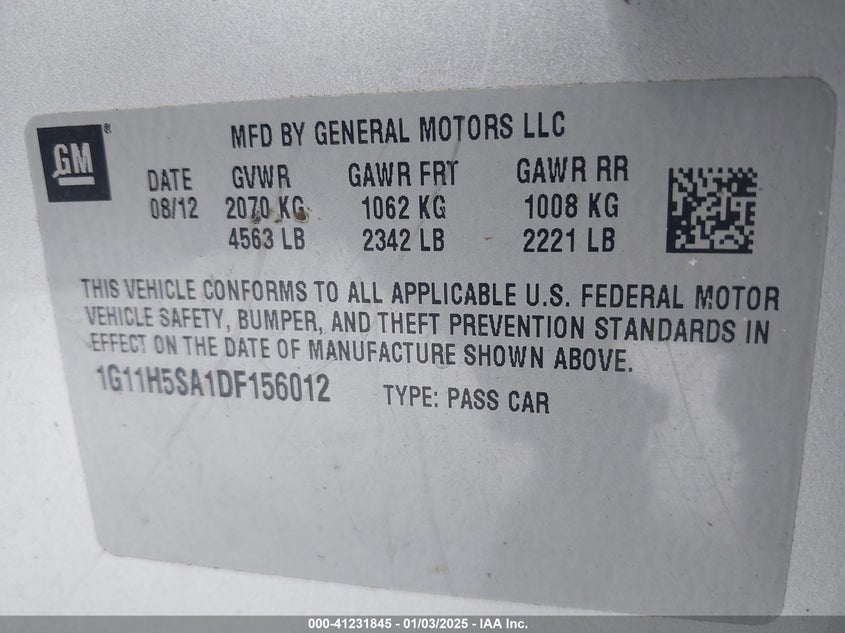 GM ®
MFD BY GENERAL MOTORS LLC
DATE GVWR GAWR FRT GAWR RR
08/12 2070 KG 1062 KG 1008 KG
4563 LB 2342 LB 2221 LB
THIS VEHICLE CONFORMS TO ALL APPLICABLE U.S. FEDERAL MOTOR
VEHICLE SAFETY, BUMPER, AND THEFT PREVENTION STANDARDS IN
EFFECT ON THE DATE OF MANUFACTURE SHOWN ABOVE.
1G11H5SA1DF156012 TYPE: PASS CAR
000-41231845 - 01/03/2025 - IAA Inc.